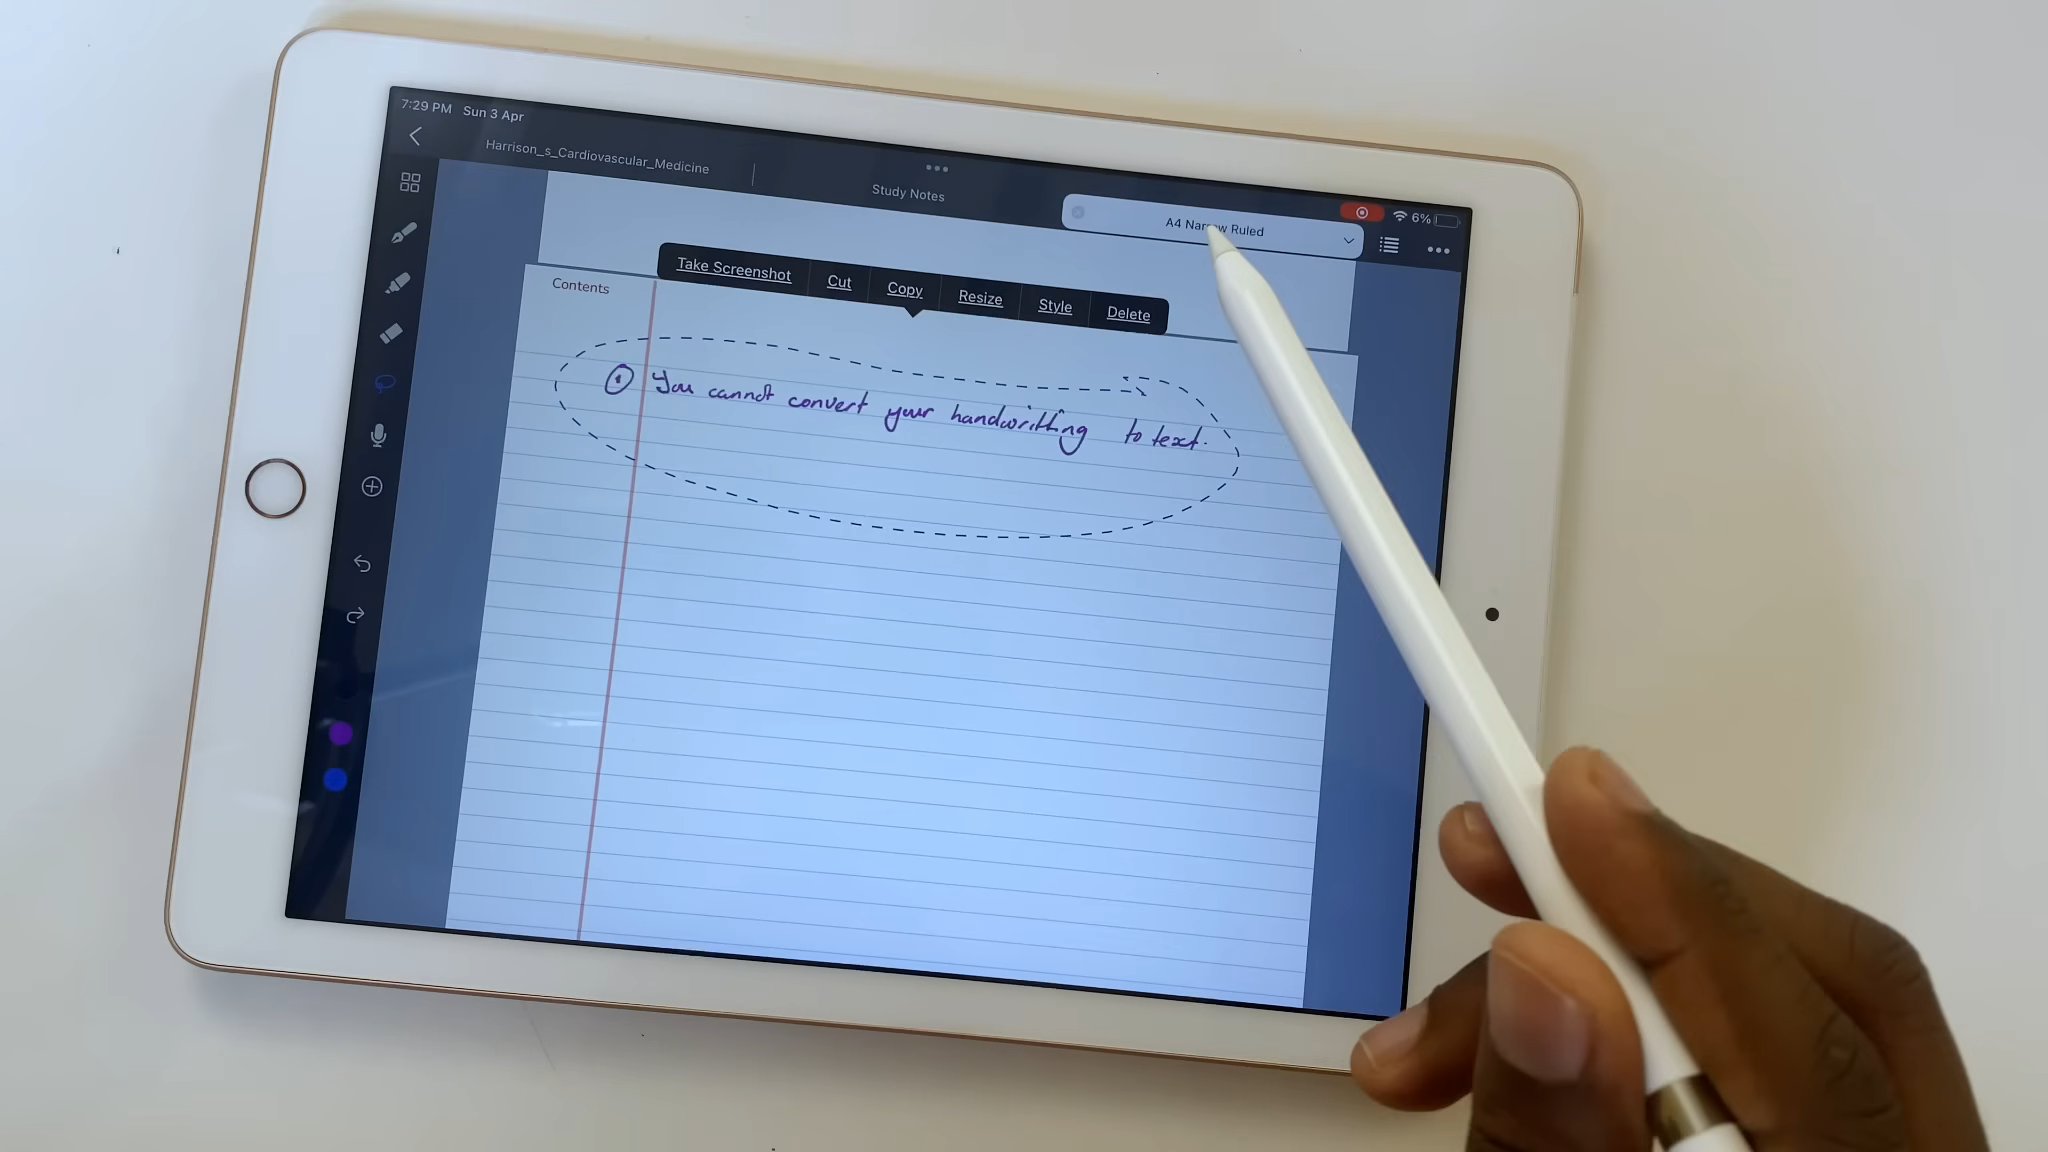 7:29 PM Sun 3 Apr
6%
Harrison_s_Cardiovascular_Medicine
Study Notes
A4 Narrow Ruled
Take Screenshot Cut Copy Resize Style Delete
Contents
① You cannot convert your handwritting to text.